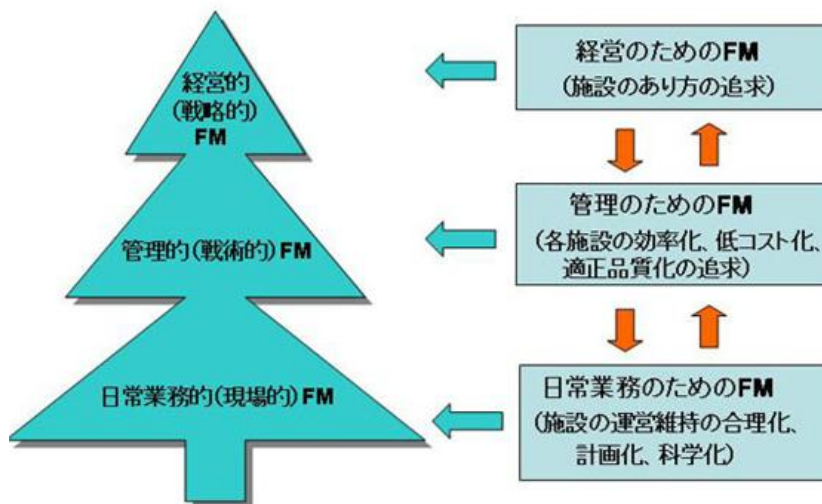 経営的
(戦略的)
FM
管理的(戦術的)FM
日常業務的(現場的)FM
経営のためのFM
(施設のあり方の追求)
管理のためのFM
(各施設の効率化、低コスト化、
適正品質化の追求)
日常業務のためのFM
(施設の運営維持の合理化、
計画化、科学化)